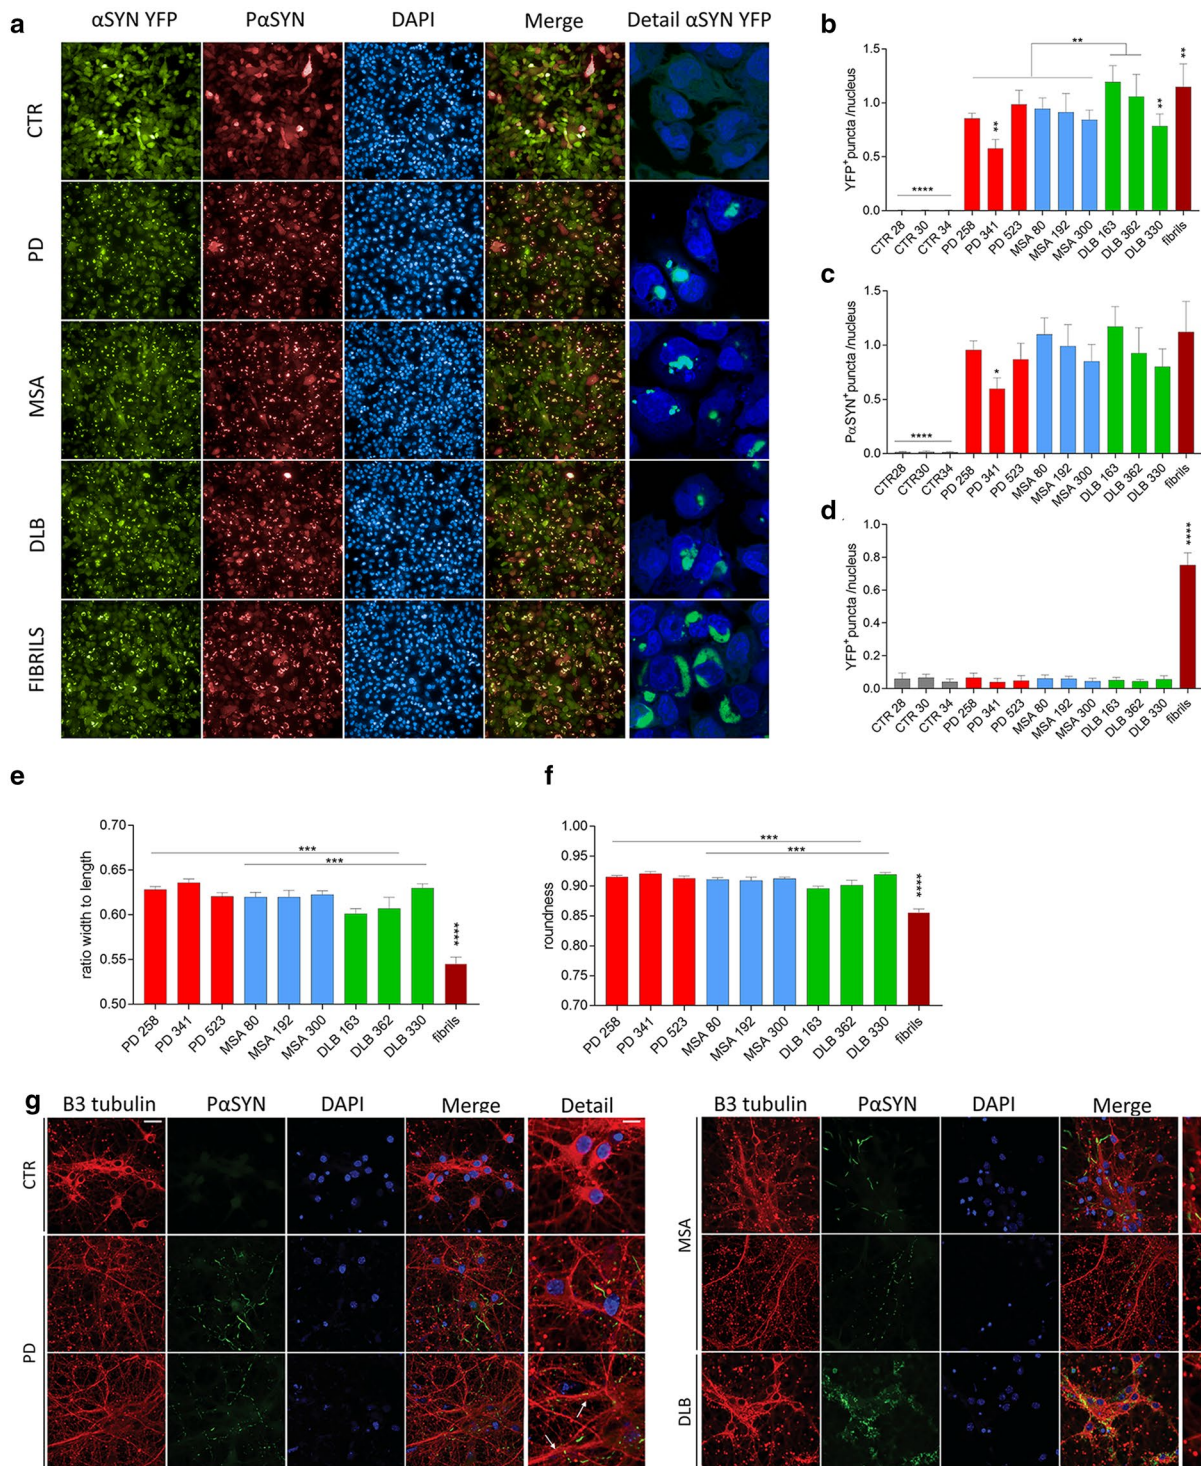 a
αSYN YFP PαSYN DAPI Merge Detail αSYN YFP
CTR
PD
MSA
DLB
FIBRILS
b
YFP+ puncta /nucleus
1.5
1.0
0.5
0.0
****
**
**
**
**
CTR 28 CTR 30 CTR 34 PD 258 PD 341 PD 523 MSA 80 MSA 192 MSA 300 DLB 163 DLB 362 DLB 330 fibrils
c
PαSYN+puncta /nucleus
1.5
1.0
0.5
0.0
****
*
CTR28 CTR30 CTR34 PD 258 PD 341 PD 523 MSA 80 MSA 192 MSA 300 DLB 163 DLB 362 DLB 330 fibrils
d
YFP+puncta /nucleus
0.8
0.6
0.4
0.2
0.0
****
CTR 28 CTR 30 CTR 34 PD 258 PD 341 PD 523 MSA 80 MSA 192 MSA 300 DLB 163 DLB 362 DLB 330 fibrils
e
ratio width to length
0.70
0.65
0.60
0.55
0.50
***
***
****
PD 258 PD 341 PD 523 MSA 80 MSA 192 MSA 300 DLB 163 DLB 362 DLB 330 fibrils
f
roundness
1.00
0.95
0.90
0.85
0.80
0.75
0.70
***
***
****
PD 258 PD 341 PD 523 MSA 80 MSA 192 MSA 300 DLB 163 DLB 362 DLB 330 fibrils
g
B3 tubulin PαSYN DAPI Merge Detail
CTR
PD
B3 tubulin PαSYN DAPI Merge
MSA
DLB